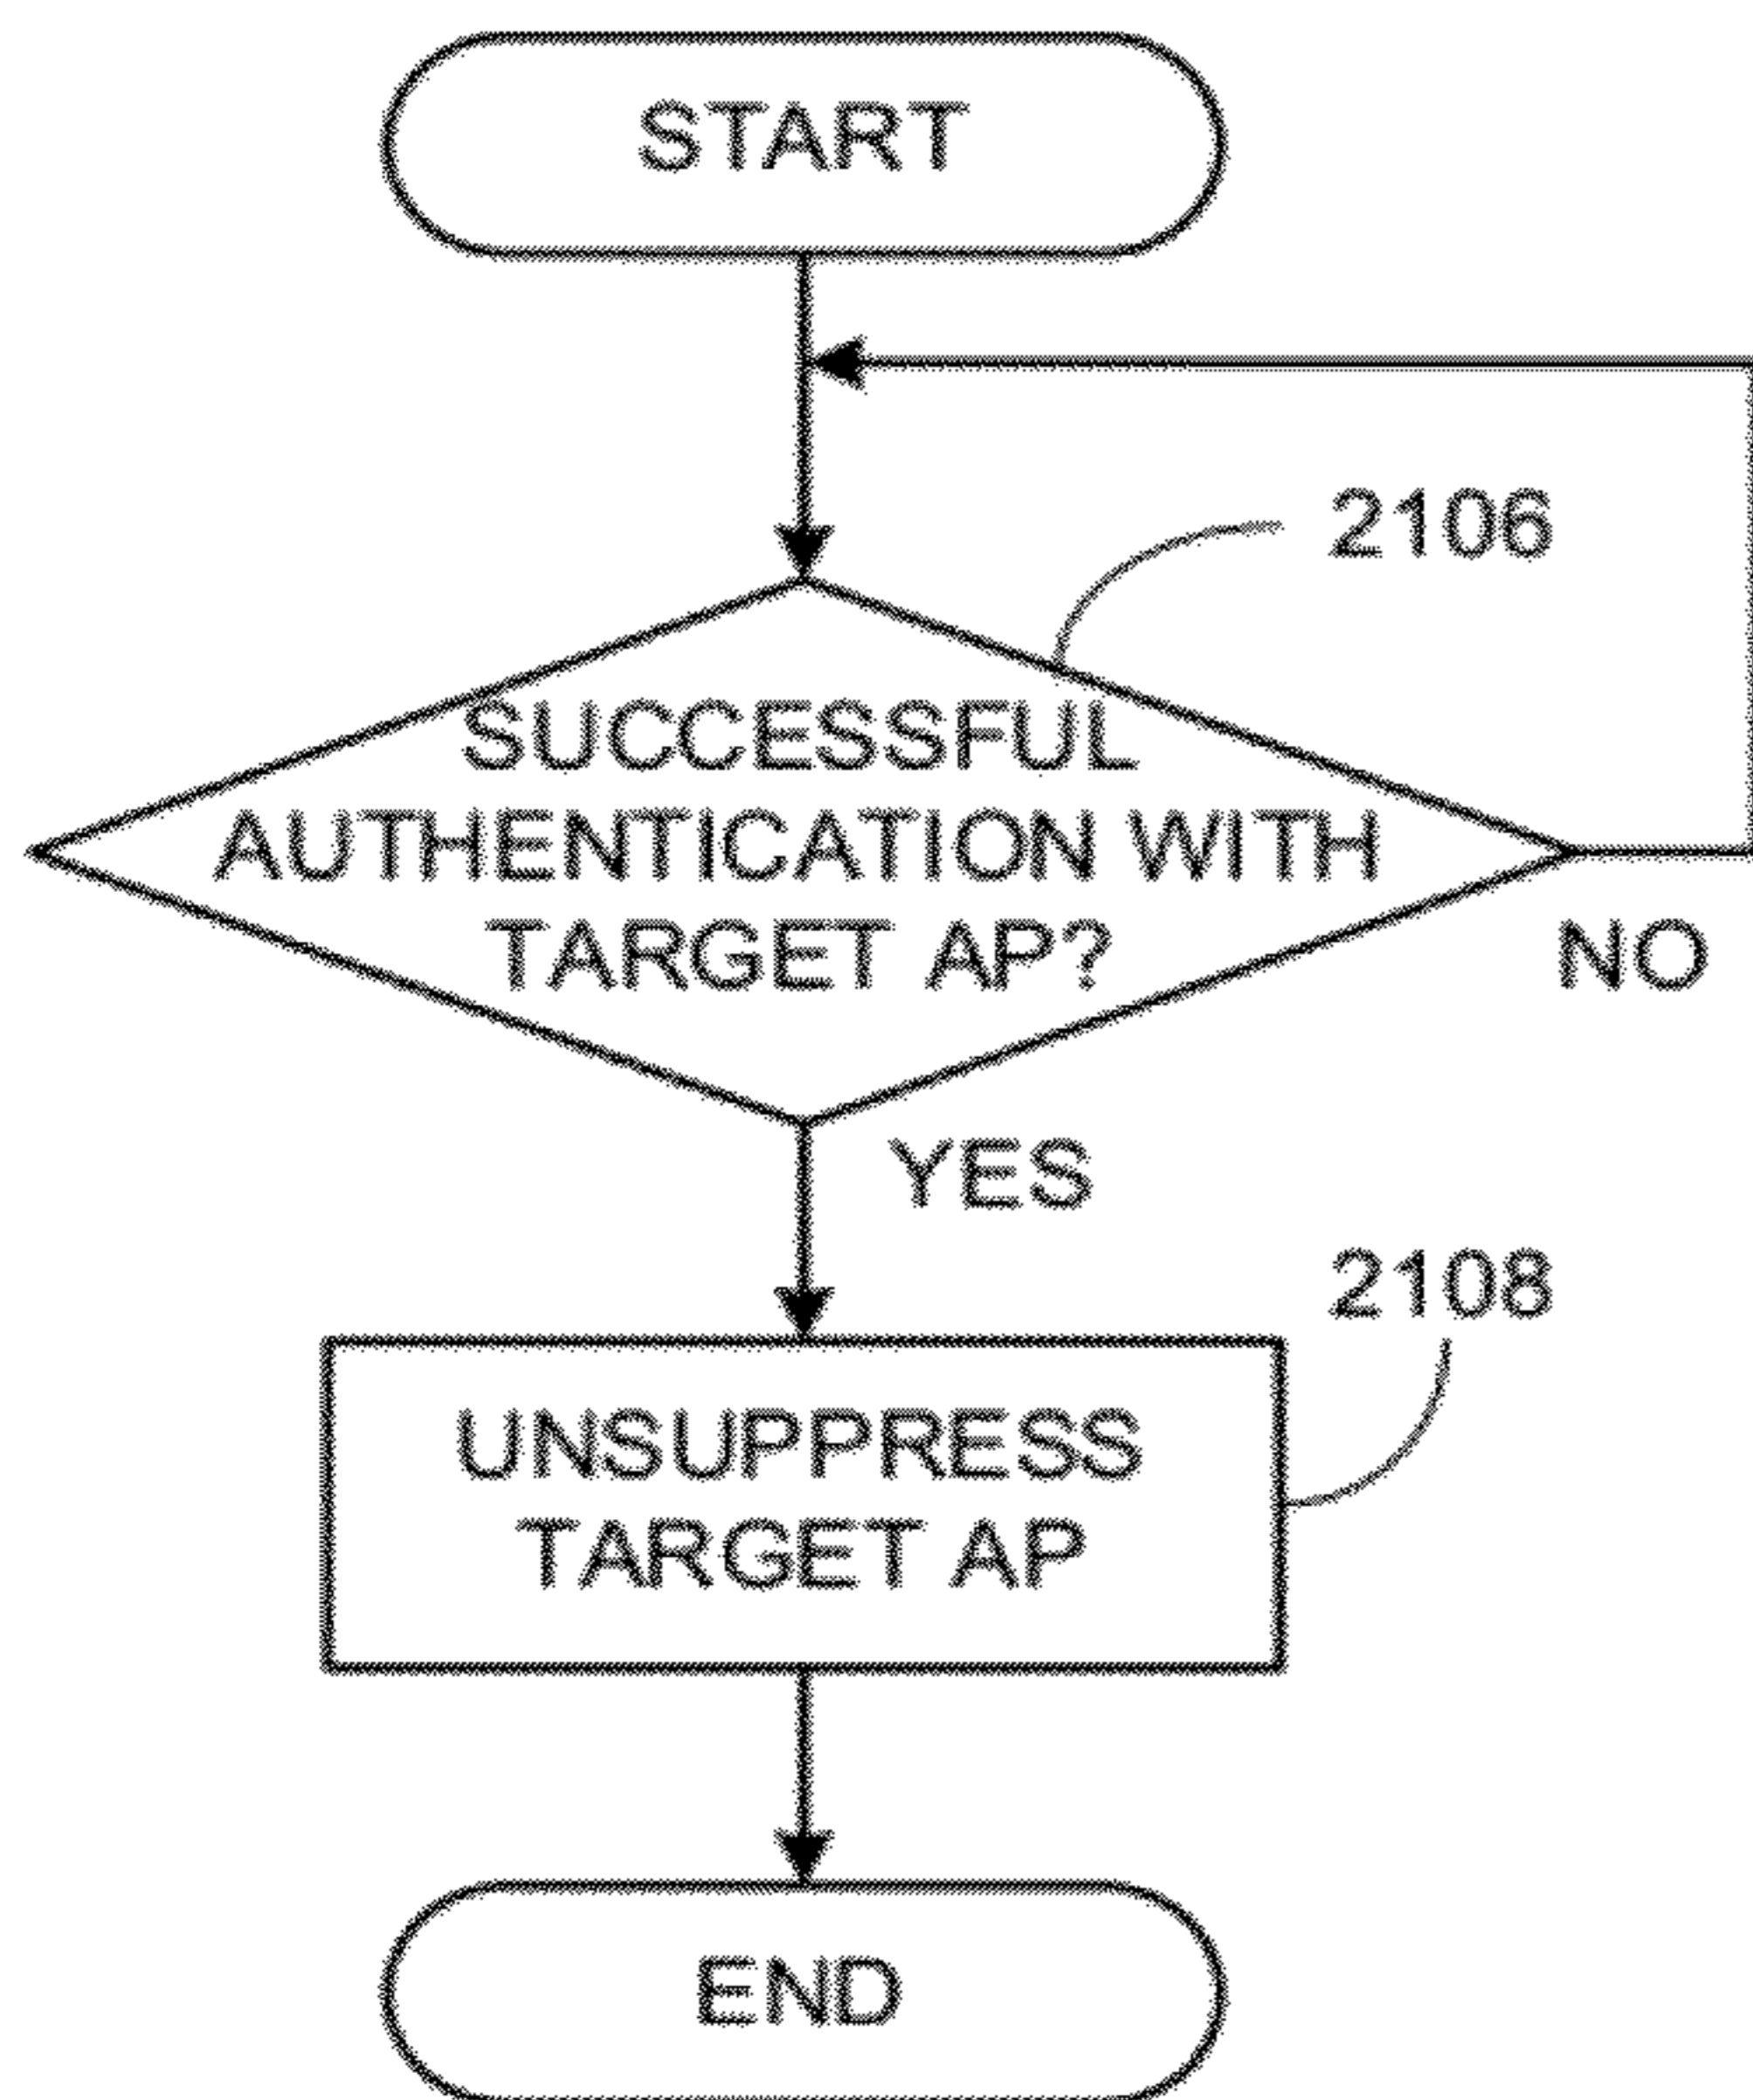 START
2106
SUCCESSFUL
AUTHENTICATION WITH
TARGET AP?
NO
YES
2108
UNSUPPRESS
TARGET AP
END